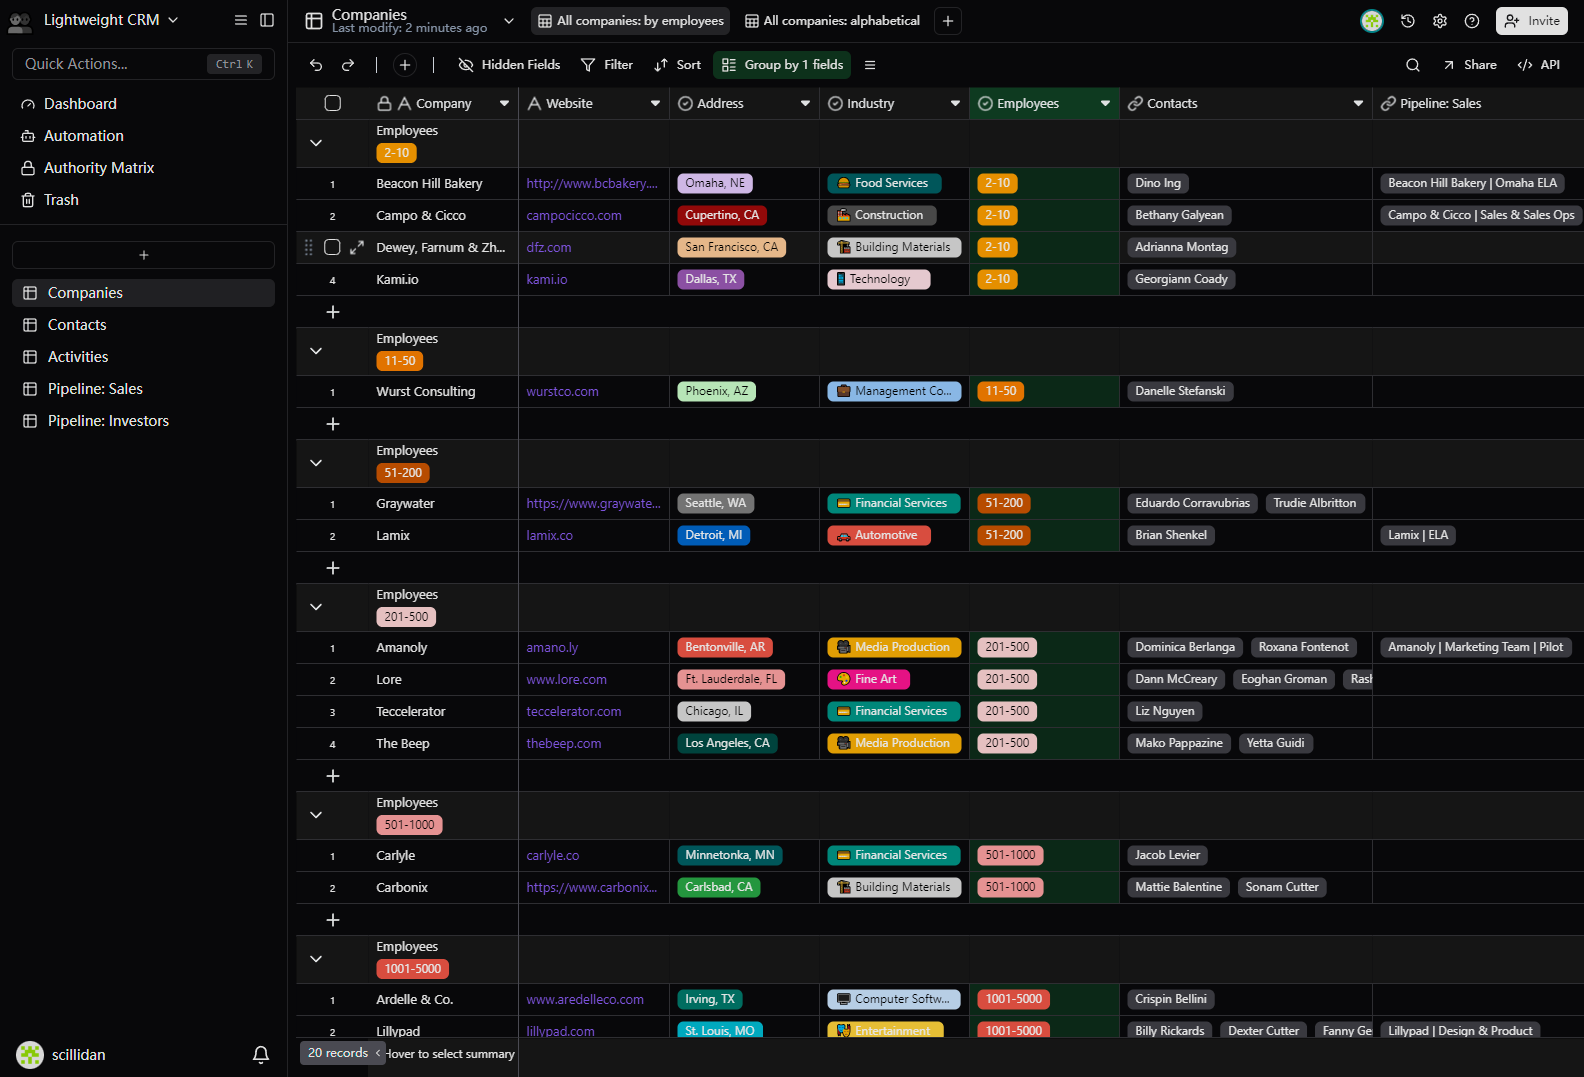 Lightweight CRM
Quick Actions...
Ctrl K
Dashboard
Automation
Authority Matrix
Trash
+
Companies
Contacts
Activities
Pipeline: Sales
Pipeline: Investors
scillidan
Companies
Last modify: 2 minutes ago
All companies: by employees
All companies: alphabetical
Invite
Hidden Fields
Filter
Sort
Group by 1 fields
Share
API
Company Website Address Industry Employees Contacts Pipeline: Sales
Employees
2-10
1 Beacon Hill Bakery http://www.bcbakery.... Omaha, NE Food Services 2-10 Dino Ing Beacon Hill Bakery | Omaha ELA
2 Campo & Cicco campocicco.com Cupertino, CA Construction 2-10 Bethany Galyean Campo & Cicco | Sales & Sales Ops
Dewey, Farnum & Zh... dfz.com San Francisco, CA Building Materials 2-10 Adrianna Montag
4 Kami.io kami.io Dallas, TX Technology 2-10 Georgiann Coady
Employees
11-50
1 Wurst Consulting wurstco.com Phoenix, AZ Management Co... 11-50 Danelle Stefanski
Employees
51-200
1 Graywater https://www.graywate... Seattle, WA Financial Services 51-200 Eduardo Corravubrias Trudie Albritton
2 Lamix lamix.co Detroit, MI Automotive 51-200 Brian Shenkel Lamix | ELA
Employees
201-500
1 Amanoly amano.ly Bentonville, AR Media Production 201-500 Dominica Berlanga Roxana Fontenot Amanoly | Marketing Team | Pilot
2 Lore www.lore.com Ft. Lauderdale, FL Fine Art 201-500 Dann McCreary Eoghan Groman Rash
3 Teccelerator teccelerator.com Chicago, IL Financial Services 201-500 Liz Nguyen
4 The Beep thebeep.com Los Angeles, CA Media Production 201-500 Mako Pappazine Yetta Guidi
Employees
501-1000
1 Carlyle carlyle.co Minnetonka, MN Financial Services 501-1000 Jacob Levier
2 Carbonix https://www.carbonix... Carlsbad, CA Building Materials 501-1000 Mattie Balentine Sonam Cutter
Employees
1001-5000
1 Ardelle & Co. www.aredelleco.com Irving, TX Computer Softw... 1001-5000 Crispin Bellini
2 Lillypad lillypad.com St. Louis, MO Entertainment 1001-5000 Billy Rickards Dexter Cutter Fanny Ge Lillypad | Design & Product
20 records
Hover to select summary